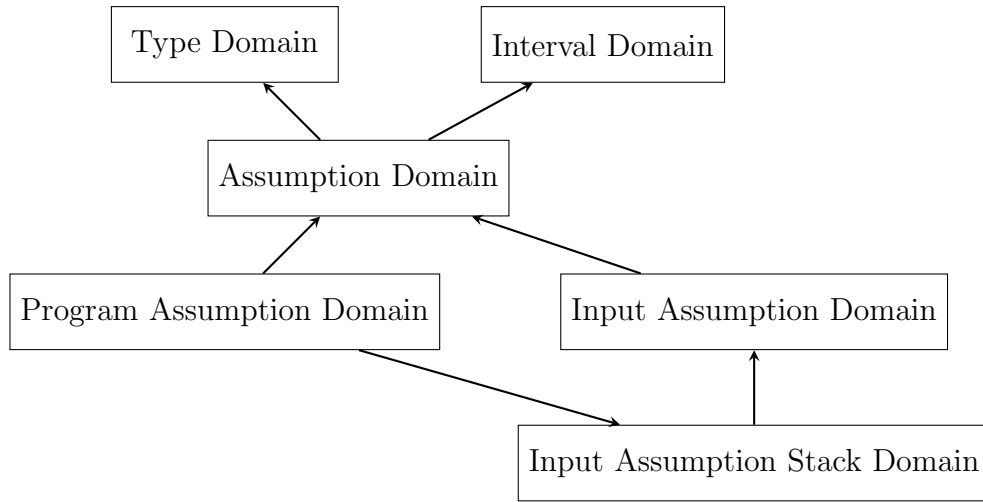 Type Domain
Interval Domain
Assumption Domain
Program Assumption Domain
Input Assumption Domain
Input Assumption Stack Domain